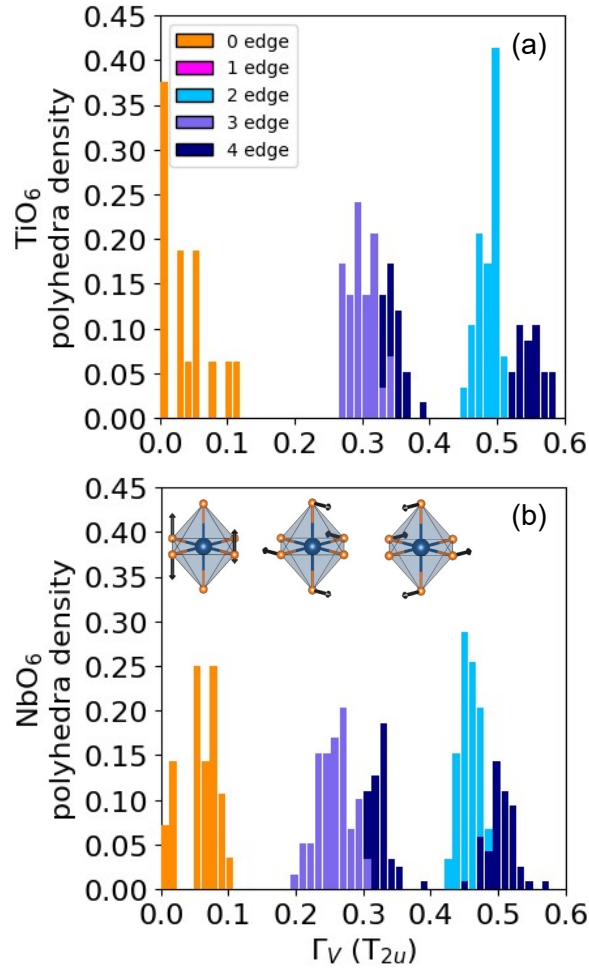 (a)
0 edge
1 edge
2 edge
3 edge
4 edge
0.45
0.40
0.35
0.30
0.25
0.20
0.15
0.10
0.05
0.00
TiO₆
polyhedra density
0.0 0.1 0.2 0.3 0.4 0.5 0.6
(b)
0.45
0.40
0.35
0.30
0.25
0.20
0.15
0.10
0.05
0.00
NbO₆
polyhedra density
0.0 0.1 0.2 0.3 0.4 0.5 0.6
Γ_V (T₂ᵤ)